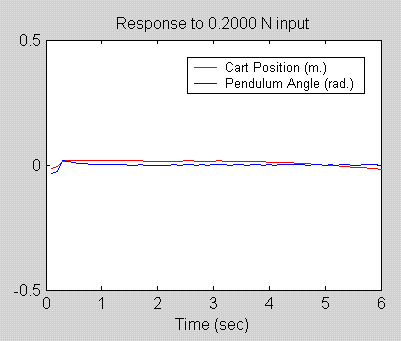 Response to 0.2000 N input
0.5
Cart Position (m.)
Pendulum Angle (rad.)
0
-0.5
0 1 2 3 4 5 6
Time (sec)